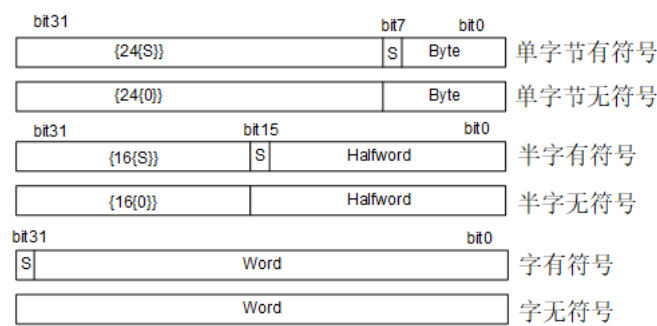 bit31 bit7 bit0
{24{S}} S Byte 单字节有符号
{24{0}} Byte 单字节无符号
bit31 bit15 bit0
{16{S}} S Halfword 半字有符号
{16{0}} Halfword 半字无符号
bit31 bit0
S Word 字有符号
Word 字无符号